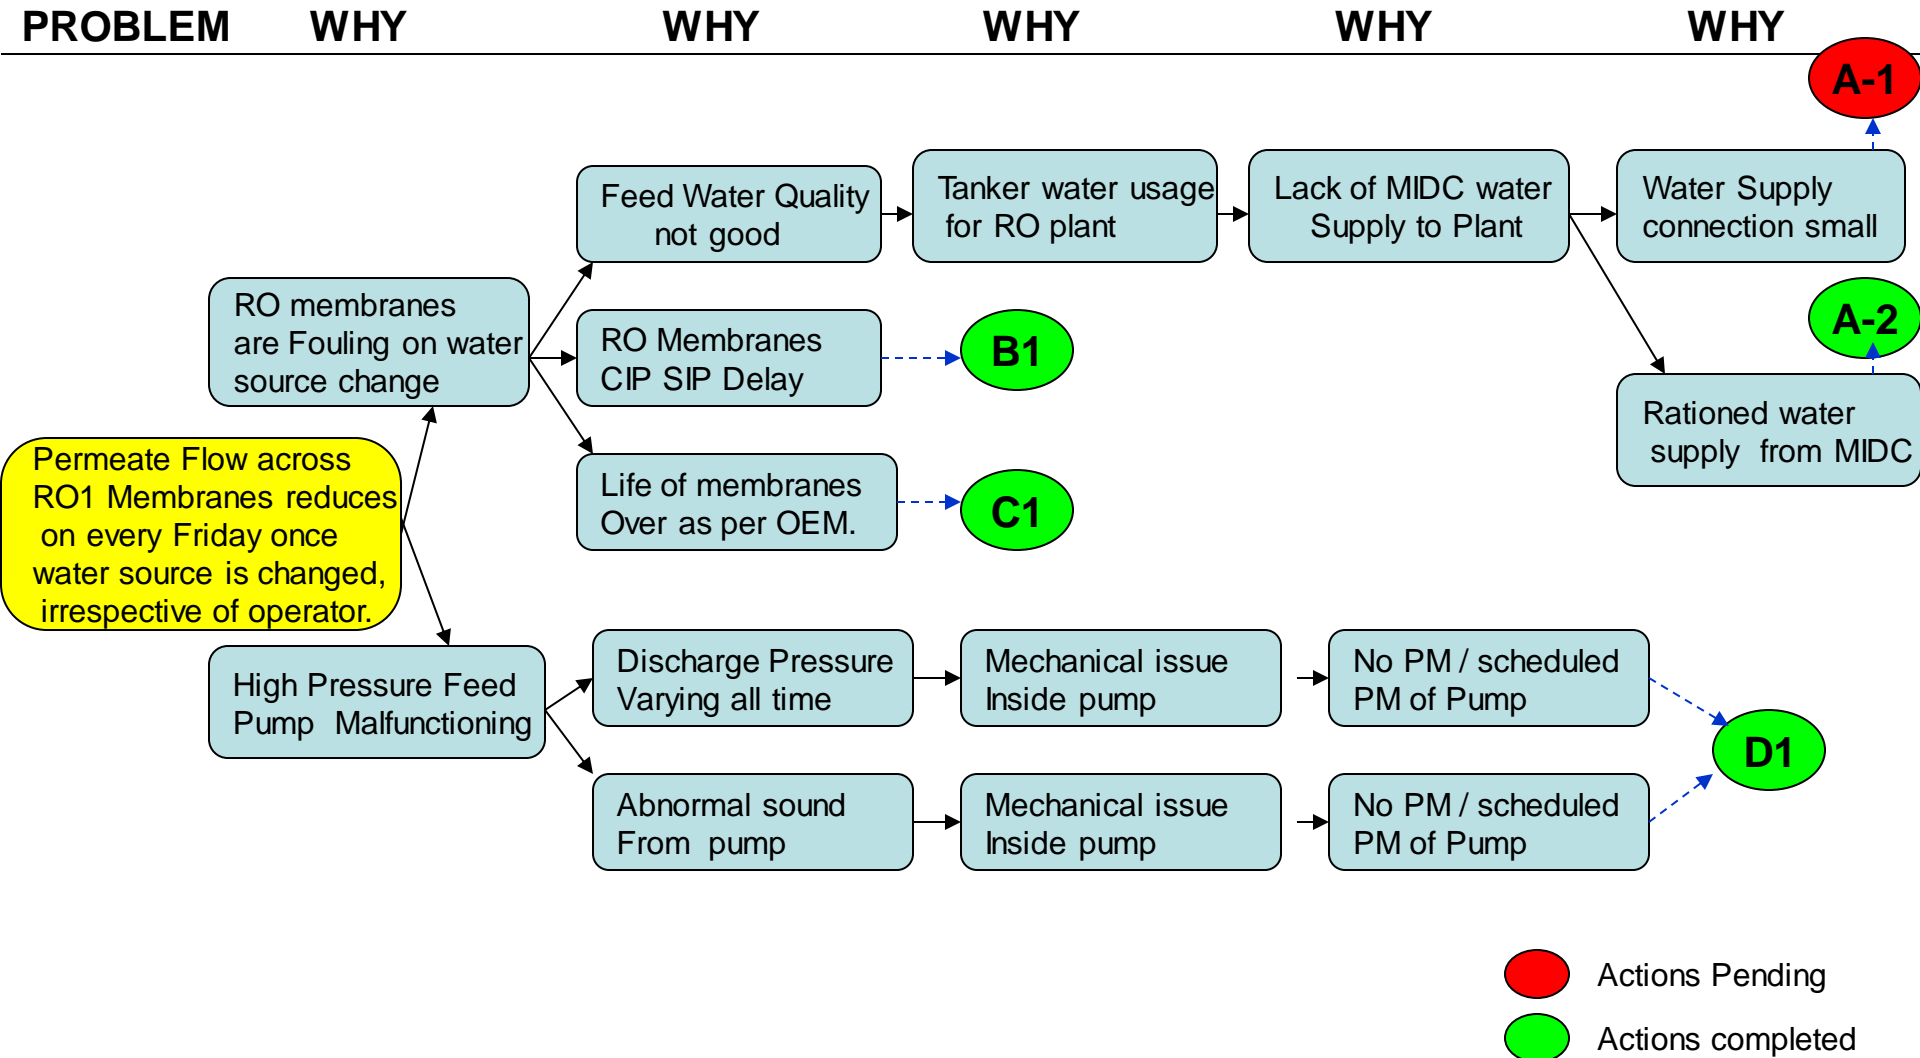 PROBLEM WHY WHY WHY WHY WHY
A-1
Feed Water Quality
not good
Tanker water usage
for RO plant
Lack of MIDC water
Supply to Plant
Water Supply
connection small
RO membranes
are Fouling on water
source change
RO Membranes
CIP SIP Delay
B1
A-2
Rationed water
supply from MIDC
Life of membranes
Over as per OEM.
C1
Permeate Flow across
RO1 Membranes reduces
on every Friday once
water source is changed,
irrespective of operator.
High Pressure Feed
Pump Malfunctioning
Discharge Pressure
Varying all time
Mechanical issue
Inside pump
No PM / scheduled
PM of Pump
D1
Abnormal sound
From pump
Mechanical issue
Inside pump
No PM / scheduled
PM of Pump
Actions Pending
Actions completed